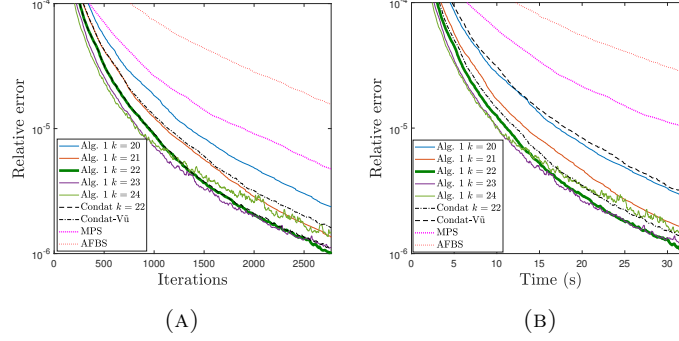 10^-4
10^-5
10^-6
Relative error
Alg. 1 k = 20
Alg. 1 k = 21
Alg. 1 k = 22
Alg. 1 k = 23
Alg. 1 k = 24
Condat k = 22
Condat-Vũ
MPS
AFBS
0 500 1000 1500 2000 2500
Iterations
(A)
10^-4
10^-5
10^-6
Relative error
Alg. 1 k = 20
Alg. 1 k = 21
Alg. 1 k = 22
Alg. 1 k = 23
Alg. 1 k = 24
Condat k = 22
Condat-Vũ
MPS
AFBS
0 5 10 15 20 25 30
Time (s)
(B)